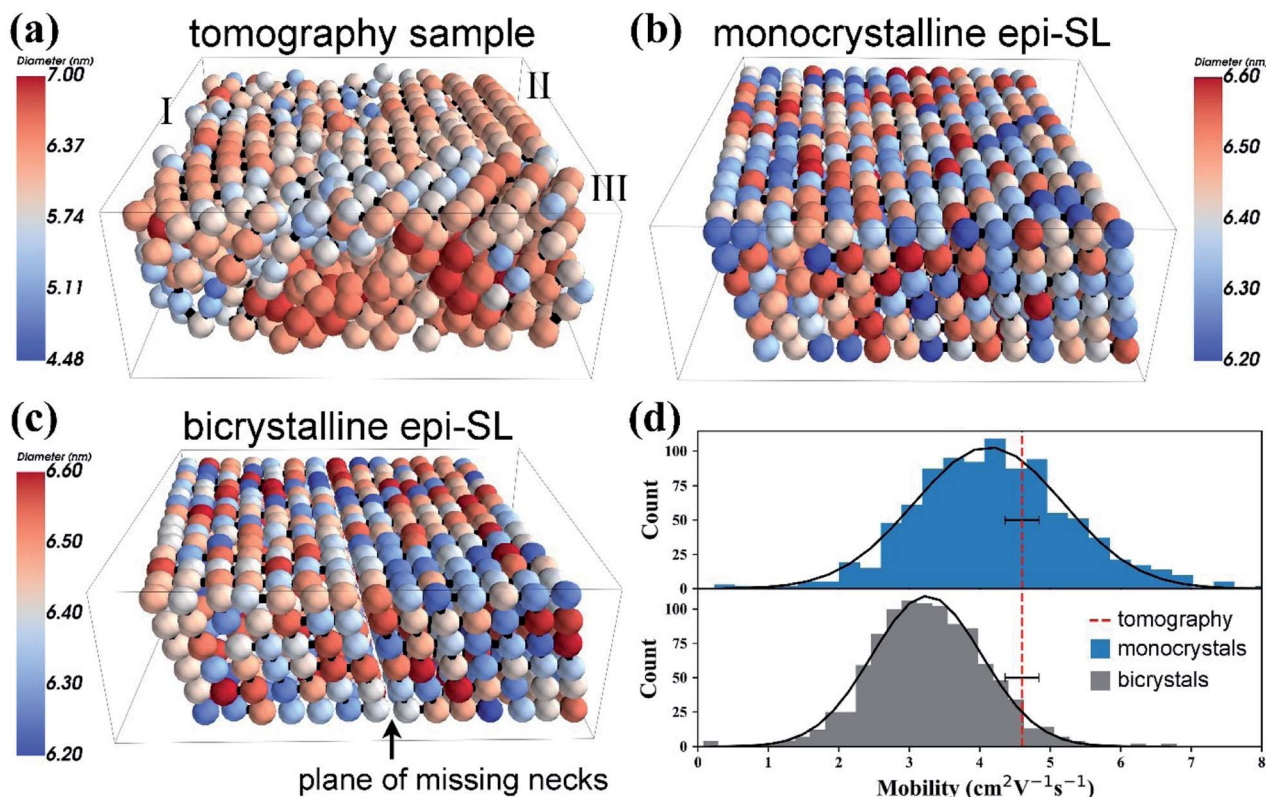 (a)
tomography sample
Diameter (nm)
7.00
6.37
5.74
5.11
4.48
I
II
III
(b)
monocrystalline epi-SL
Diameter (nm)
6.60
6.50
6.40
6.30
6.20
(c)
bicrystalline epi-SL
Diameter (nm)
6.60
6.50
6.40
6.30
6.20
plane of missing necks
(d)
Count
100
75
50
25
0
Count
100
75
50
25
0
tomography
monocrystals
bicrystals
0 1 2 3 4 5 6 7 8
Mobility (cm²V⁻¹s⁻¹)